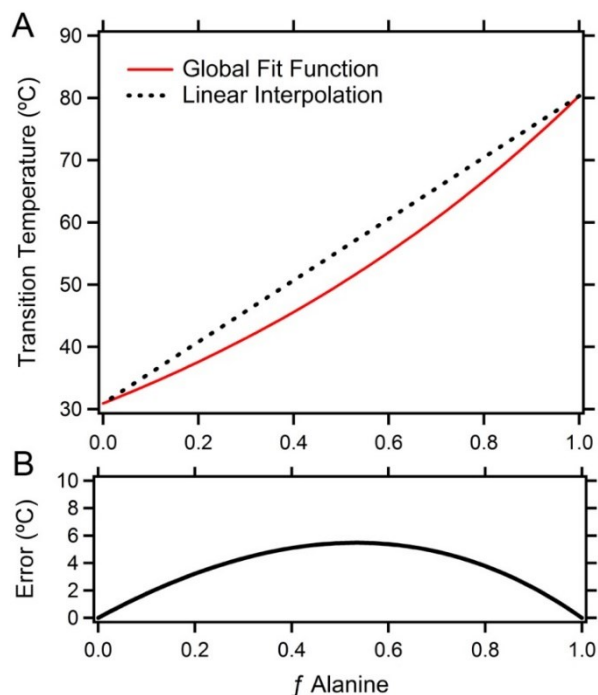 A
90
80
70
60
50
40
30
Transition Temperature (ºC)
Global Fit Function
Linear Interpolation
0.0 0.2 0.4 0.6 0.8 1.0
B
10
8
6
4
2
0
Error (ºC)
0.0 0.2 0.4 0.6 0.8 1.0
ƒ Alanine